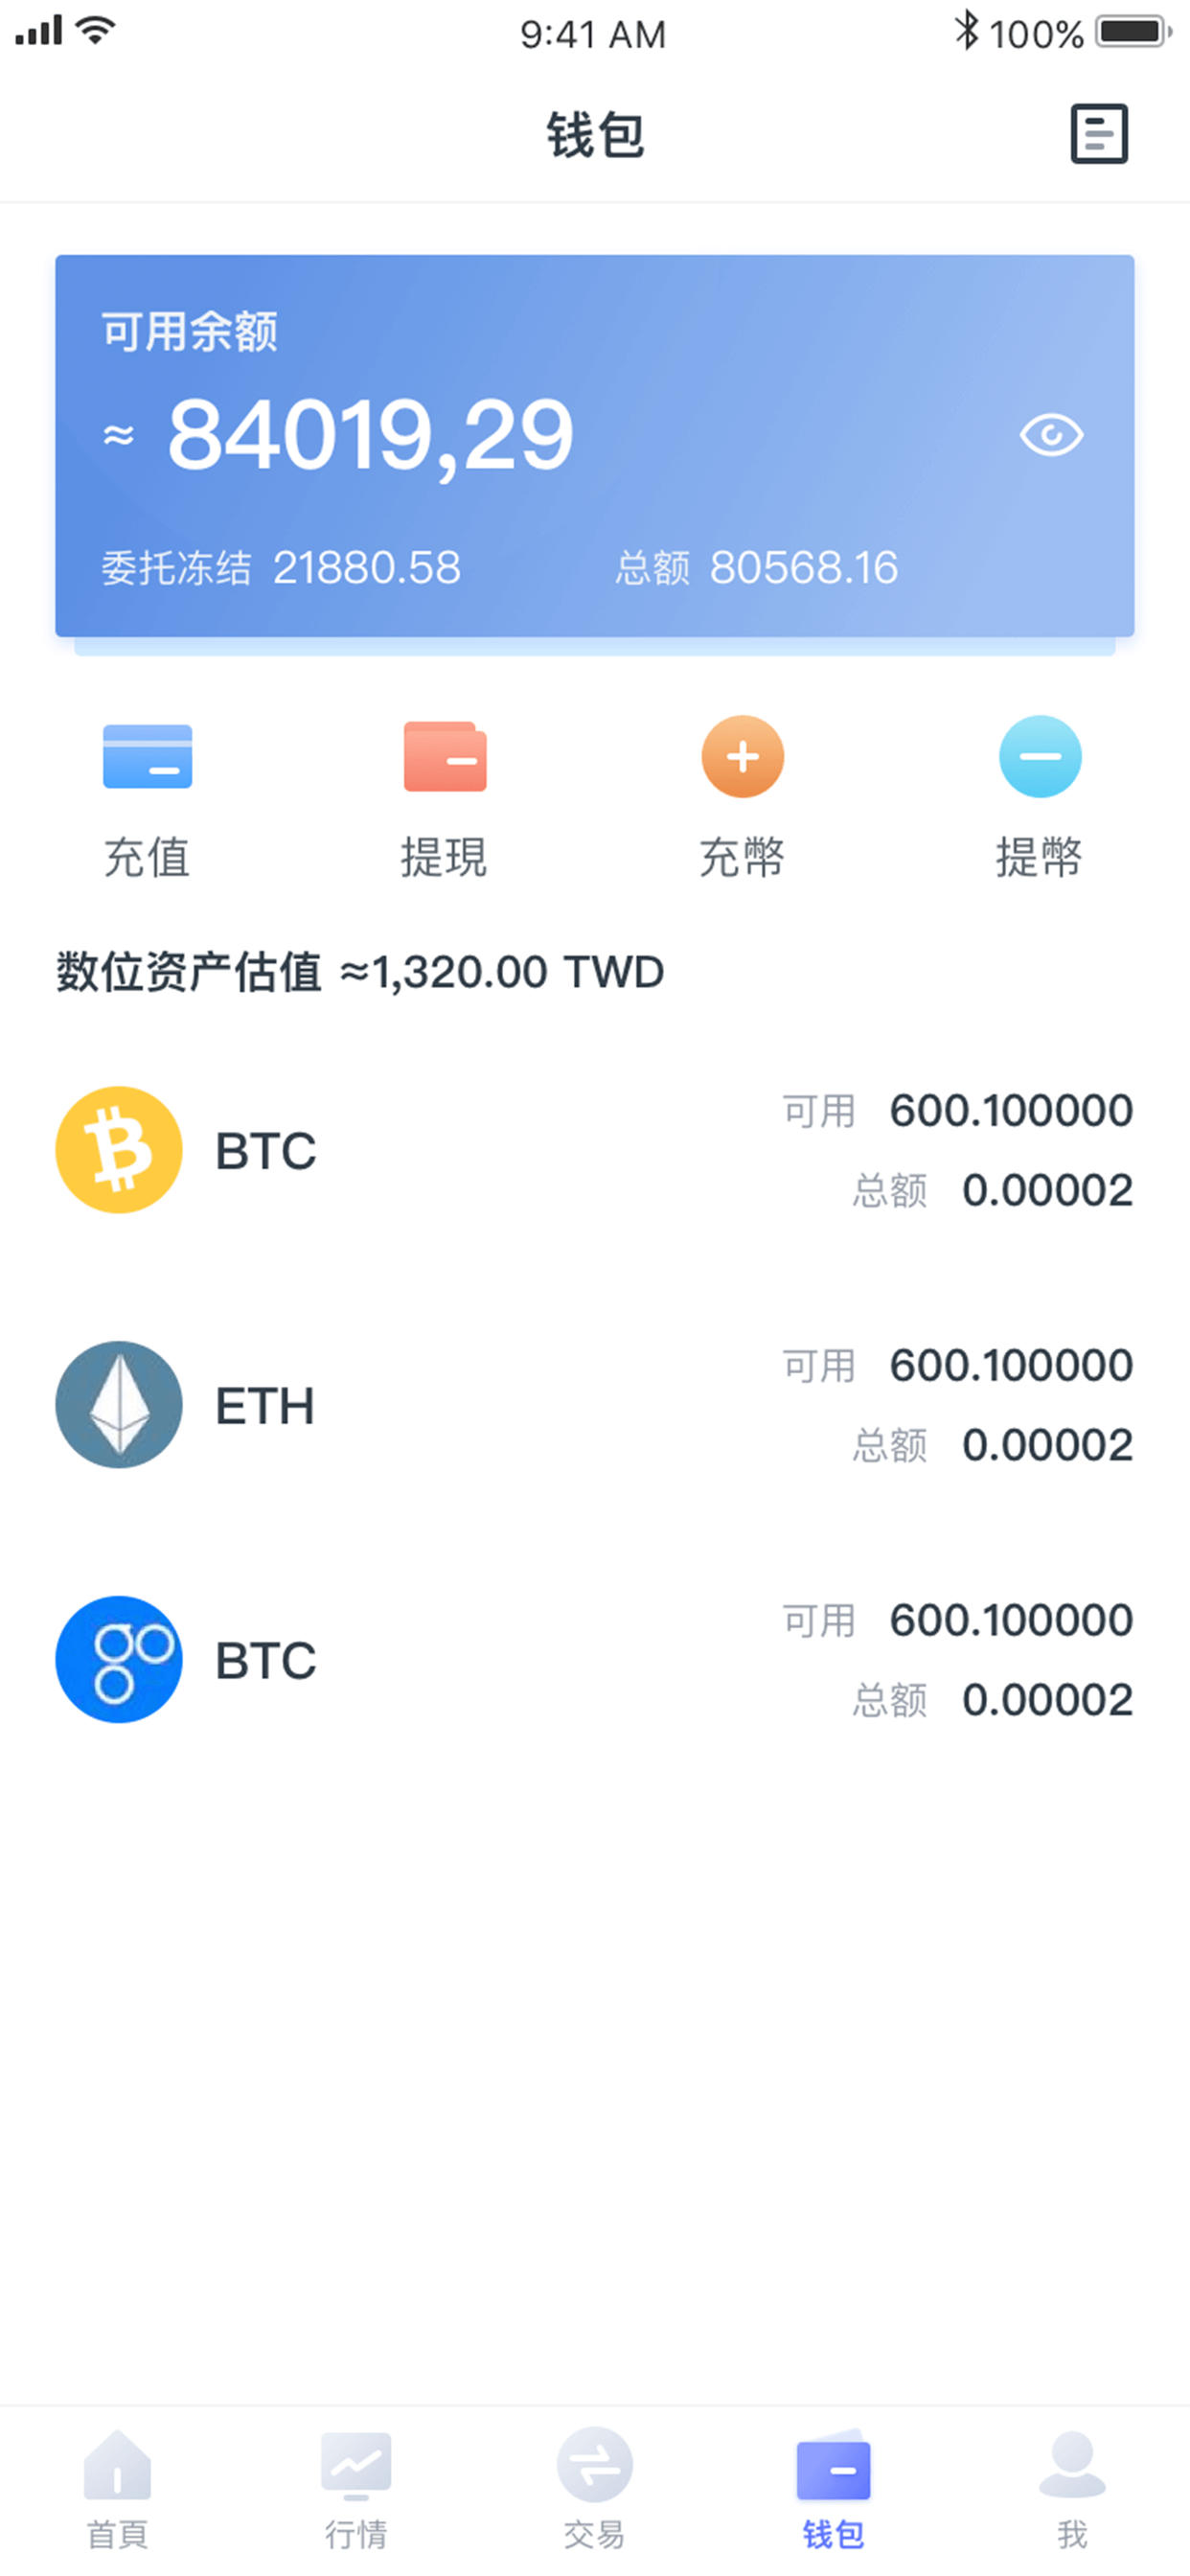 9:41 AM 100%
钱包
可用余额
≈ 84019,29
委托冻结 21880.58 总额 80568.16
充值 提現 充幣 提幣
数位资产估值 ≈1,320.00 TWD
可用 600.100000
BTC
总额 0.00002
可用 600.100000
ETH
总额 0.00002
可用 600.100000
BTC
总额 0.00002
首頁 行情 交易 钱包 我